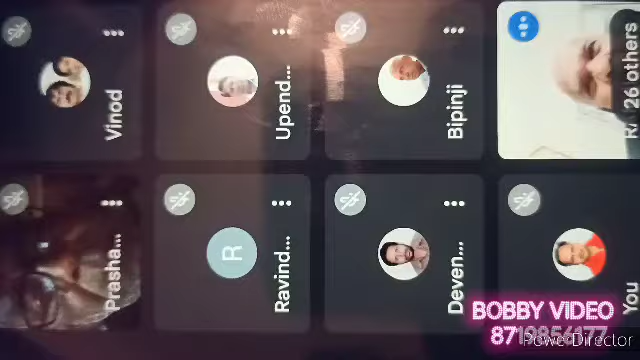 Vinod
Upend...
Bipinji
26 others
Prasha...
R
Ravind...
Deven...
You
BOBBY VIDEO
PowerDirector